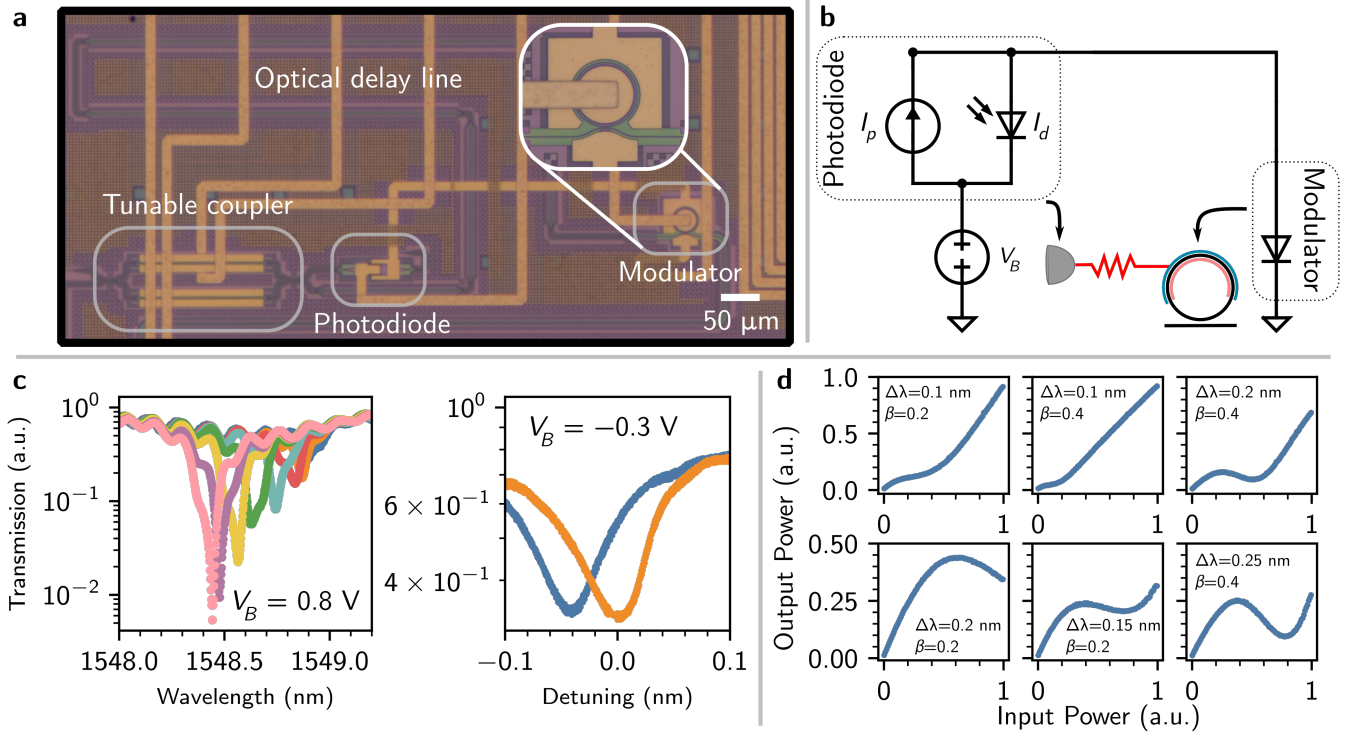 a
Optical delay line
Tunable coupler
Photodiode
Modulator
50 µm
b
Photodiode
I_p
I_d
V_B
Modulator
c
Transmission (a.u.)
10⁰
10⁻¹
10⁻²
V_B = 0.8 V
1548.0 1548.5 1549.0
Wavelength (nm)
10⁰
6 × 10⁻¹
4 × 10⁻¹
V_B = −0.3 V
−0.1 0.0 0.1
Detuning (nm)
d
Output Power (a.u.)
1.0
0.5
0.0
Δλ=0.1 nm
β=0.2
0 1
Δλ=0.1 nm
β=0.4
0 1
Δλ=0.2 nm
β=0.4
0 1
0.50
0.25
0.00
Δλ=0.2 nm
β=0.2
0 1
Δλ=0.15 nm
β=0.2
0 1
Δλ=0.25 nm
β=0.4
0 1
Input Power (a.u.)